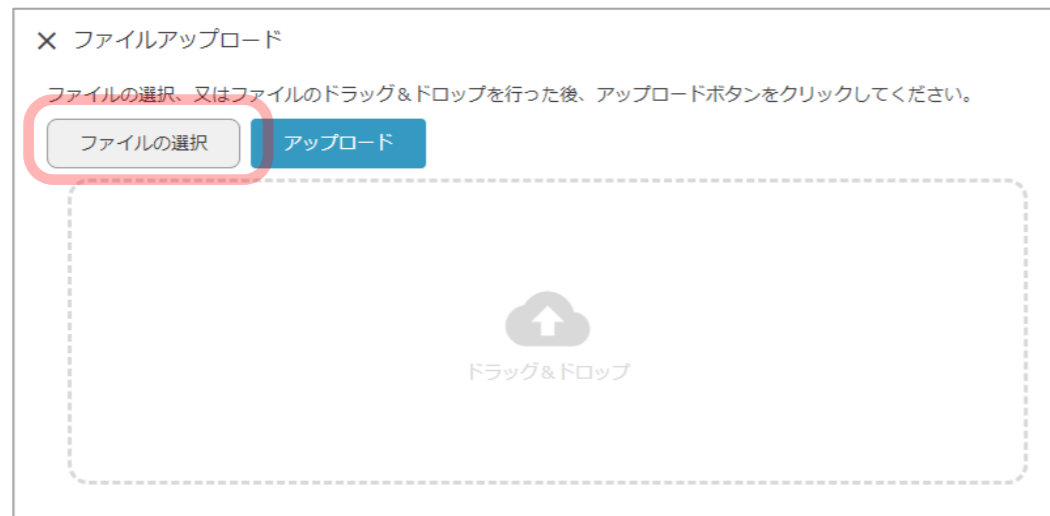 × ファイルアップロード
ファイルの選択、又はファイルのドラッグ&ドロップを行った後、アップロードボタンをクリックしてください。
ファイルの選択 アップロード
ドラッグ&ドロップ